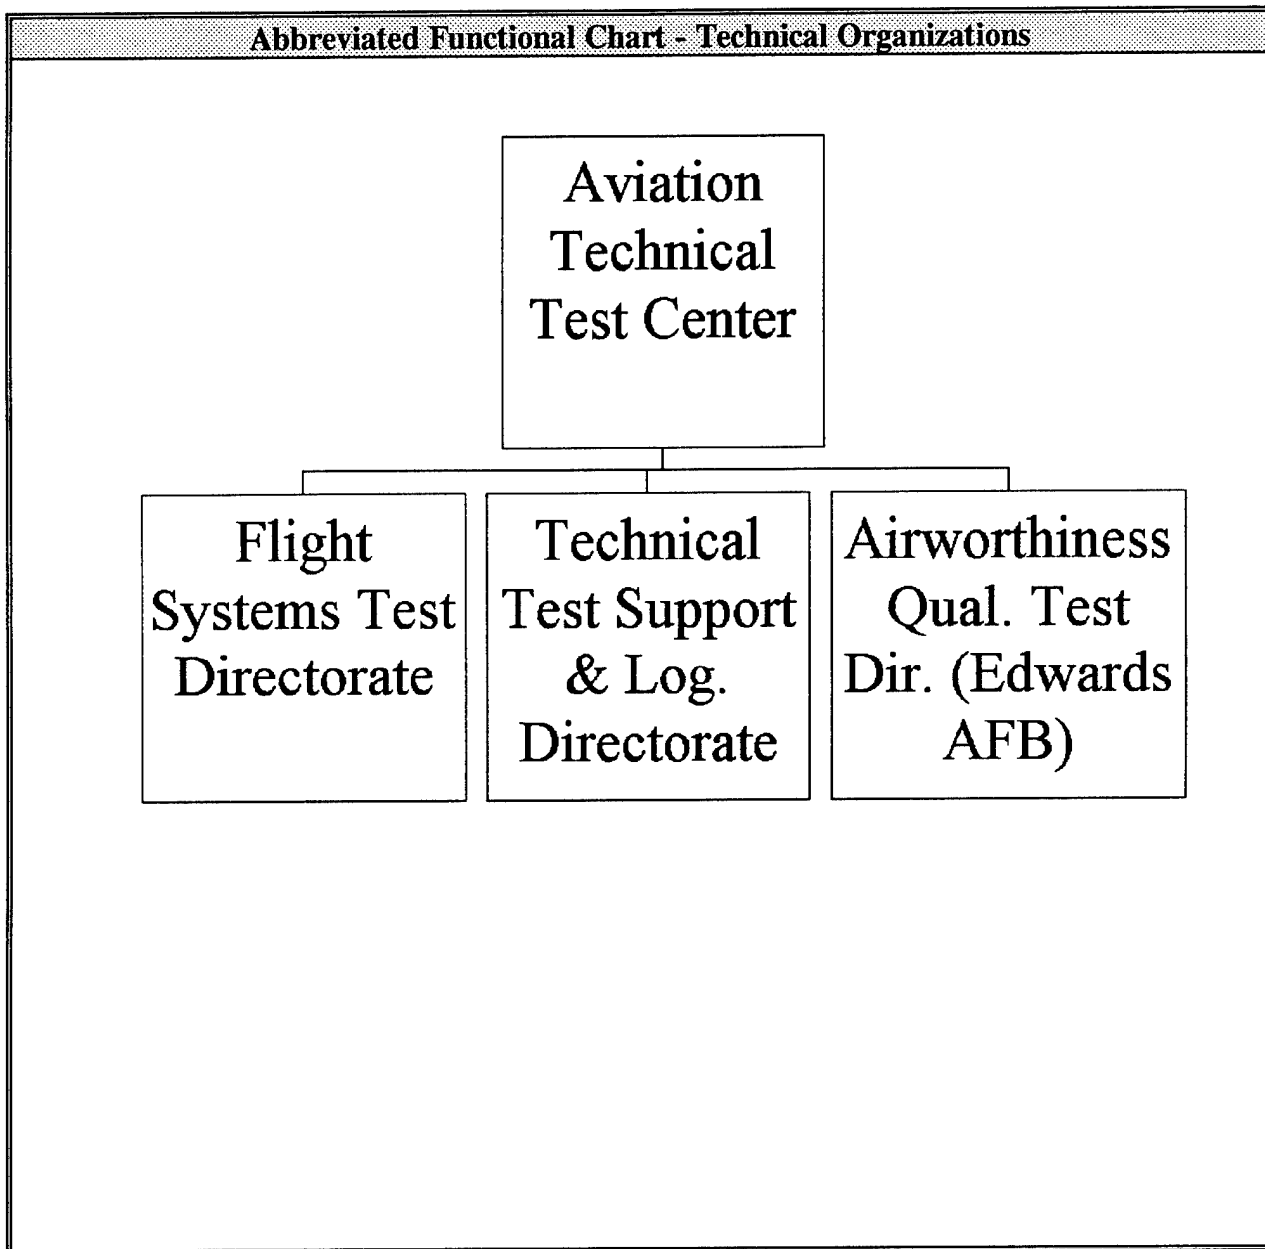 Abbreviated Functional Chart - Technical Organizations
Aviation
Technical
Test Center
Flight
Systems Test
Directorate
Technical
Test Support
& Log.
Directorate
Airworthiness
Qual. Test
Dir. (Edwards
AFB)